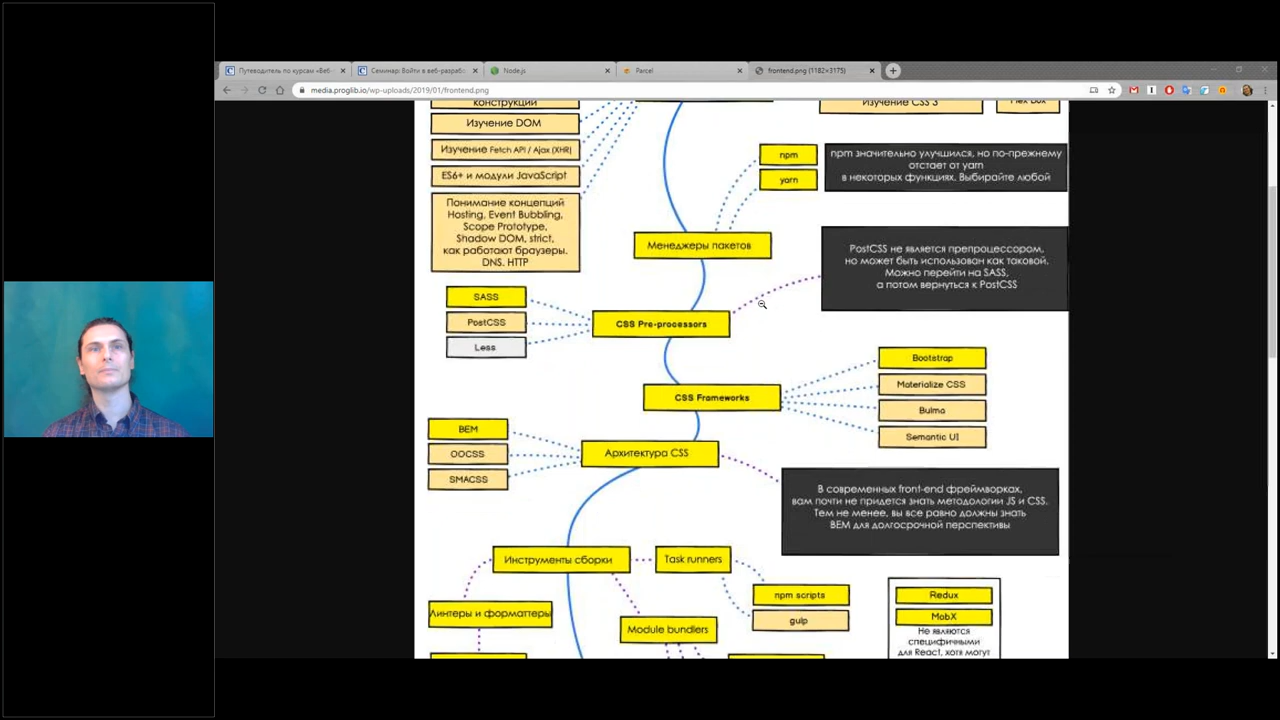 Путеводитель по курсам «Веб-
Семинар: Войти в веб-разрабо
Node.js
Parcel
frontend.png (1182×3175)
media.proglib.io/wp-uploads/2019/01/frontend.png
конструкции
Изучение DOM
Изучение Fetch API / Ajax (XHR)
ES6+ и модули JavaScript
Понимание концепций
Hosting, Event Bubbling,
Scope Prototype,
Shadow DOM, strict,
как работают браузеры.
DNS. HTTP
Изучение CSS 3
Flex Box
npm
yarn
npm значительно улучшился, но по-прежнему
отстает от yarn
в некоторых функциях. Выбирайте любой
Менеджеры пакетов
PostCSS не является препроцессором,
но может быть использован как таковой.
Можно перейти на SASS,
а потом вернуться к PostCSS
SASS
PostCSS
Less
CSS Pre-processors
CSS Frameworks
Bootstrap
Materialize CSS
Bulma
Semantic UI
BEM
OOCSS
SMACSS
Архитектура CSS
В современных front-end фреймворках,
вам почти не придется знать методологии JS и CSS.
Тем не менее, вы все равно должны знать
BEM для долгосрочной перспективы
Инструменты сборки
Task runners
npm scripts
gulp
Линтеры и форматтеры
Module bundlers
Redux
MobX
Не являются
специфичными
для React, хотя могут